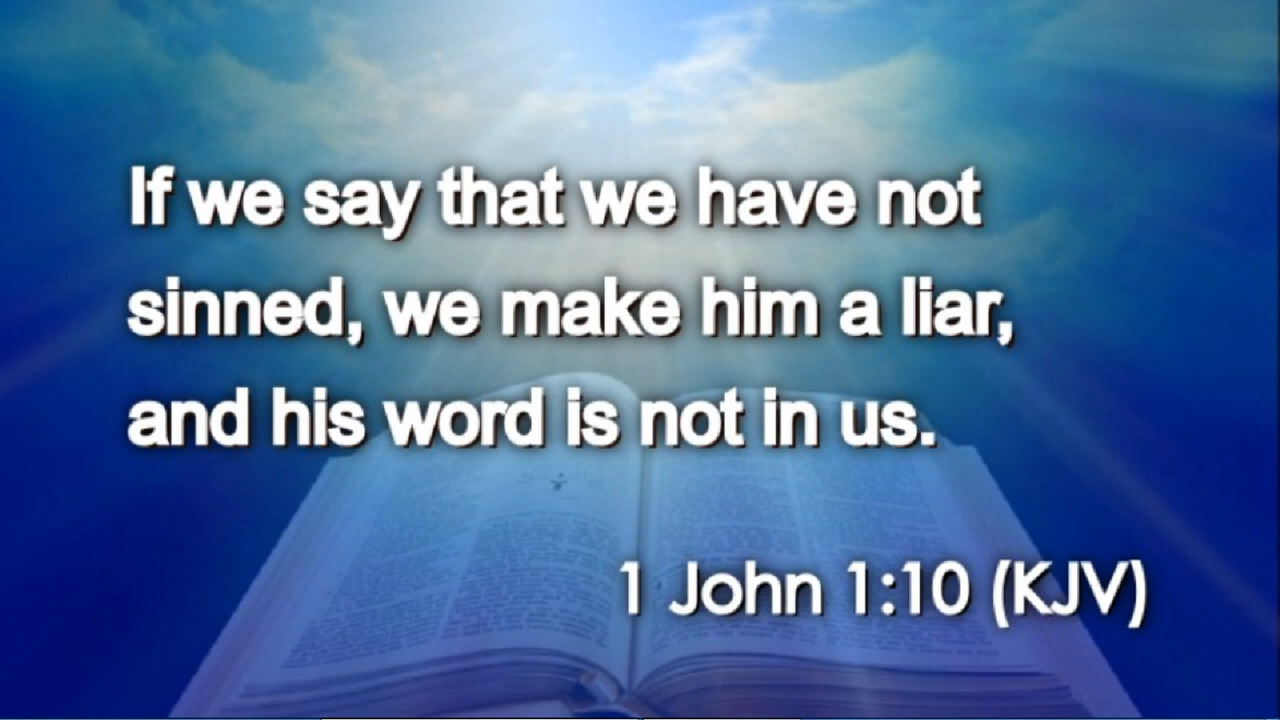 If we say that we have not
sinned, we make him a liar,
and his word is not in us.
1 John 1:10 (KJV)